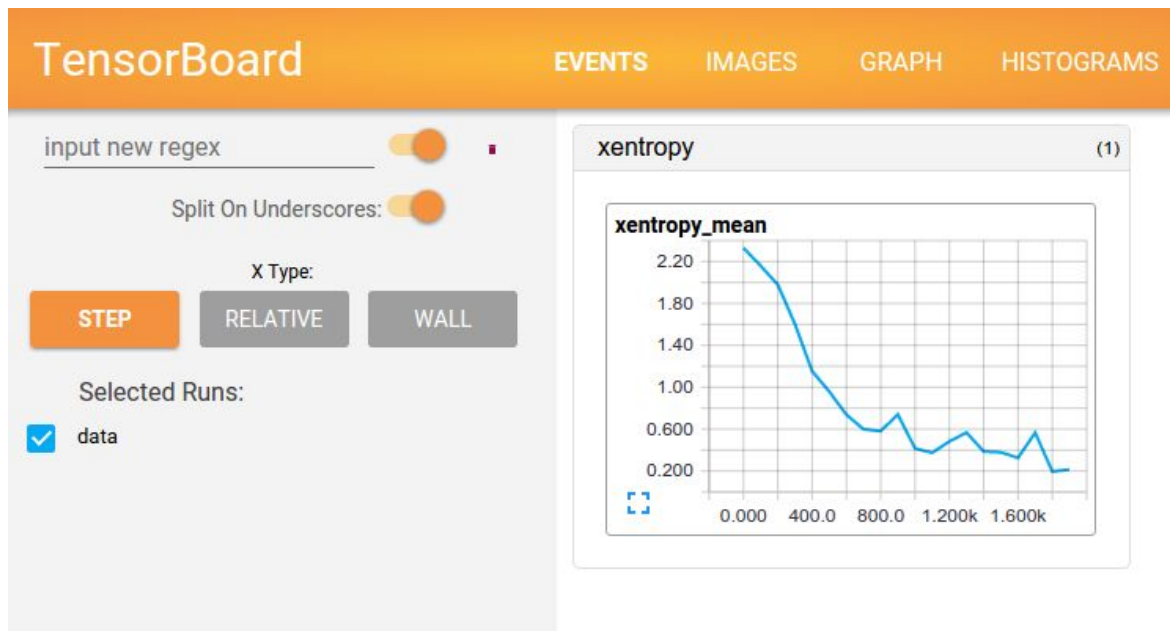 TensorBoard EVENTS IMAGES GRAPH HISTOGRAMS
input new regex
Split On Underscores:
X Type:
STEP RELATIVE WALL
Selected Runs:
data
xentropy (1)
xentropy_mean
2.20
1.80
1.40
1.00
0.600
0.200
0.000 400.0 800.0 1.200k 1.600k